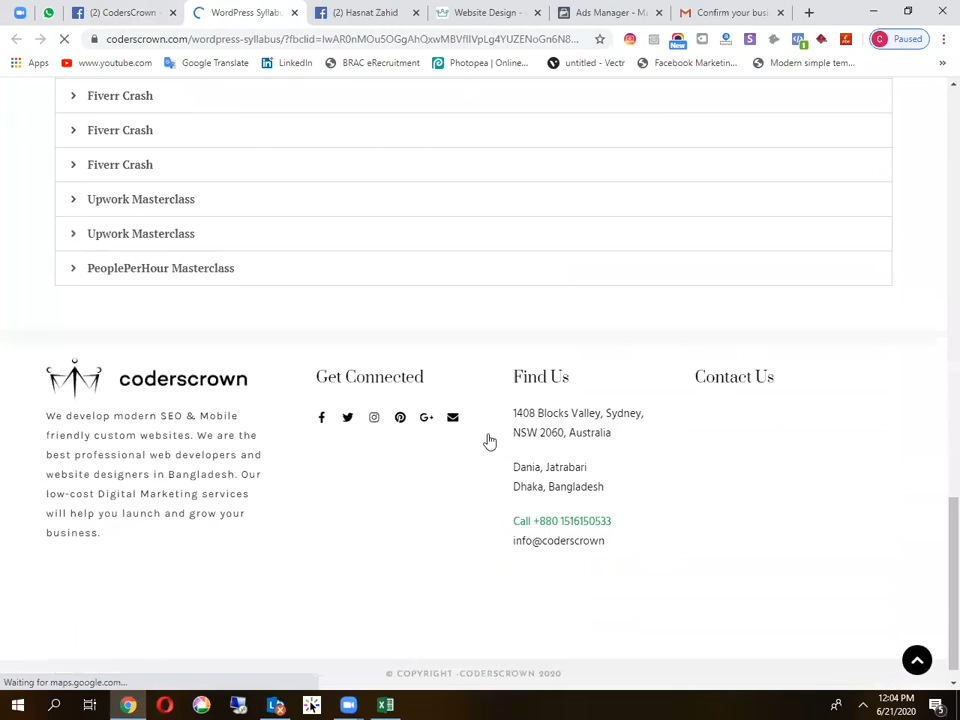 (2) CodersCrown -
WordPress Syllabu
(2) Hasnat Zahid
Website Design -
Ads Manager - M
Confirm your busi
coderscrown.com/wordpress-syllabus/?fbclid=IwAR0nMOu5OGgAhQxwMBVfIlVpLg4YUZENoGn6N8...
New
C Paused
Apps
www.youtube.com
Google Translate
LinkedIn
BRAC eRecruitment
Photopea | Online...
untitled - Vectr
Facebook Marketin...
Modern simple tem...
»
Fiverr Crash
Fiverr Crash
Fiverr Crash
Upwork Masterclass
Upwork Masterclass
PeoplePerHour Masterclass
coderscrown
We develop modern SEO & Mobile
friendly custom websites. We are the
best professional web developers and
website designers in Bangladesh. Our
low-cost Digital Marketing services
will help you launch and grow your
business.
Get Connected
Find Us
1408 Blocks Valley, Sydney,
NSW 2060, Australia
Dania, Jatrabari
Dhaka, Bangladesh
Call +880 1516150533
info@coderscrown
Contact Us
© COPYRIGHT -CODERSCROWN 2020
Waiting for maps.google.com...
12:04 PM
6/21/2020
5